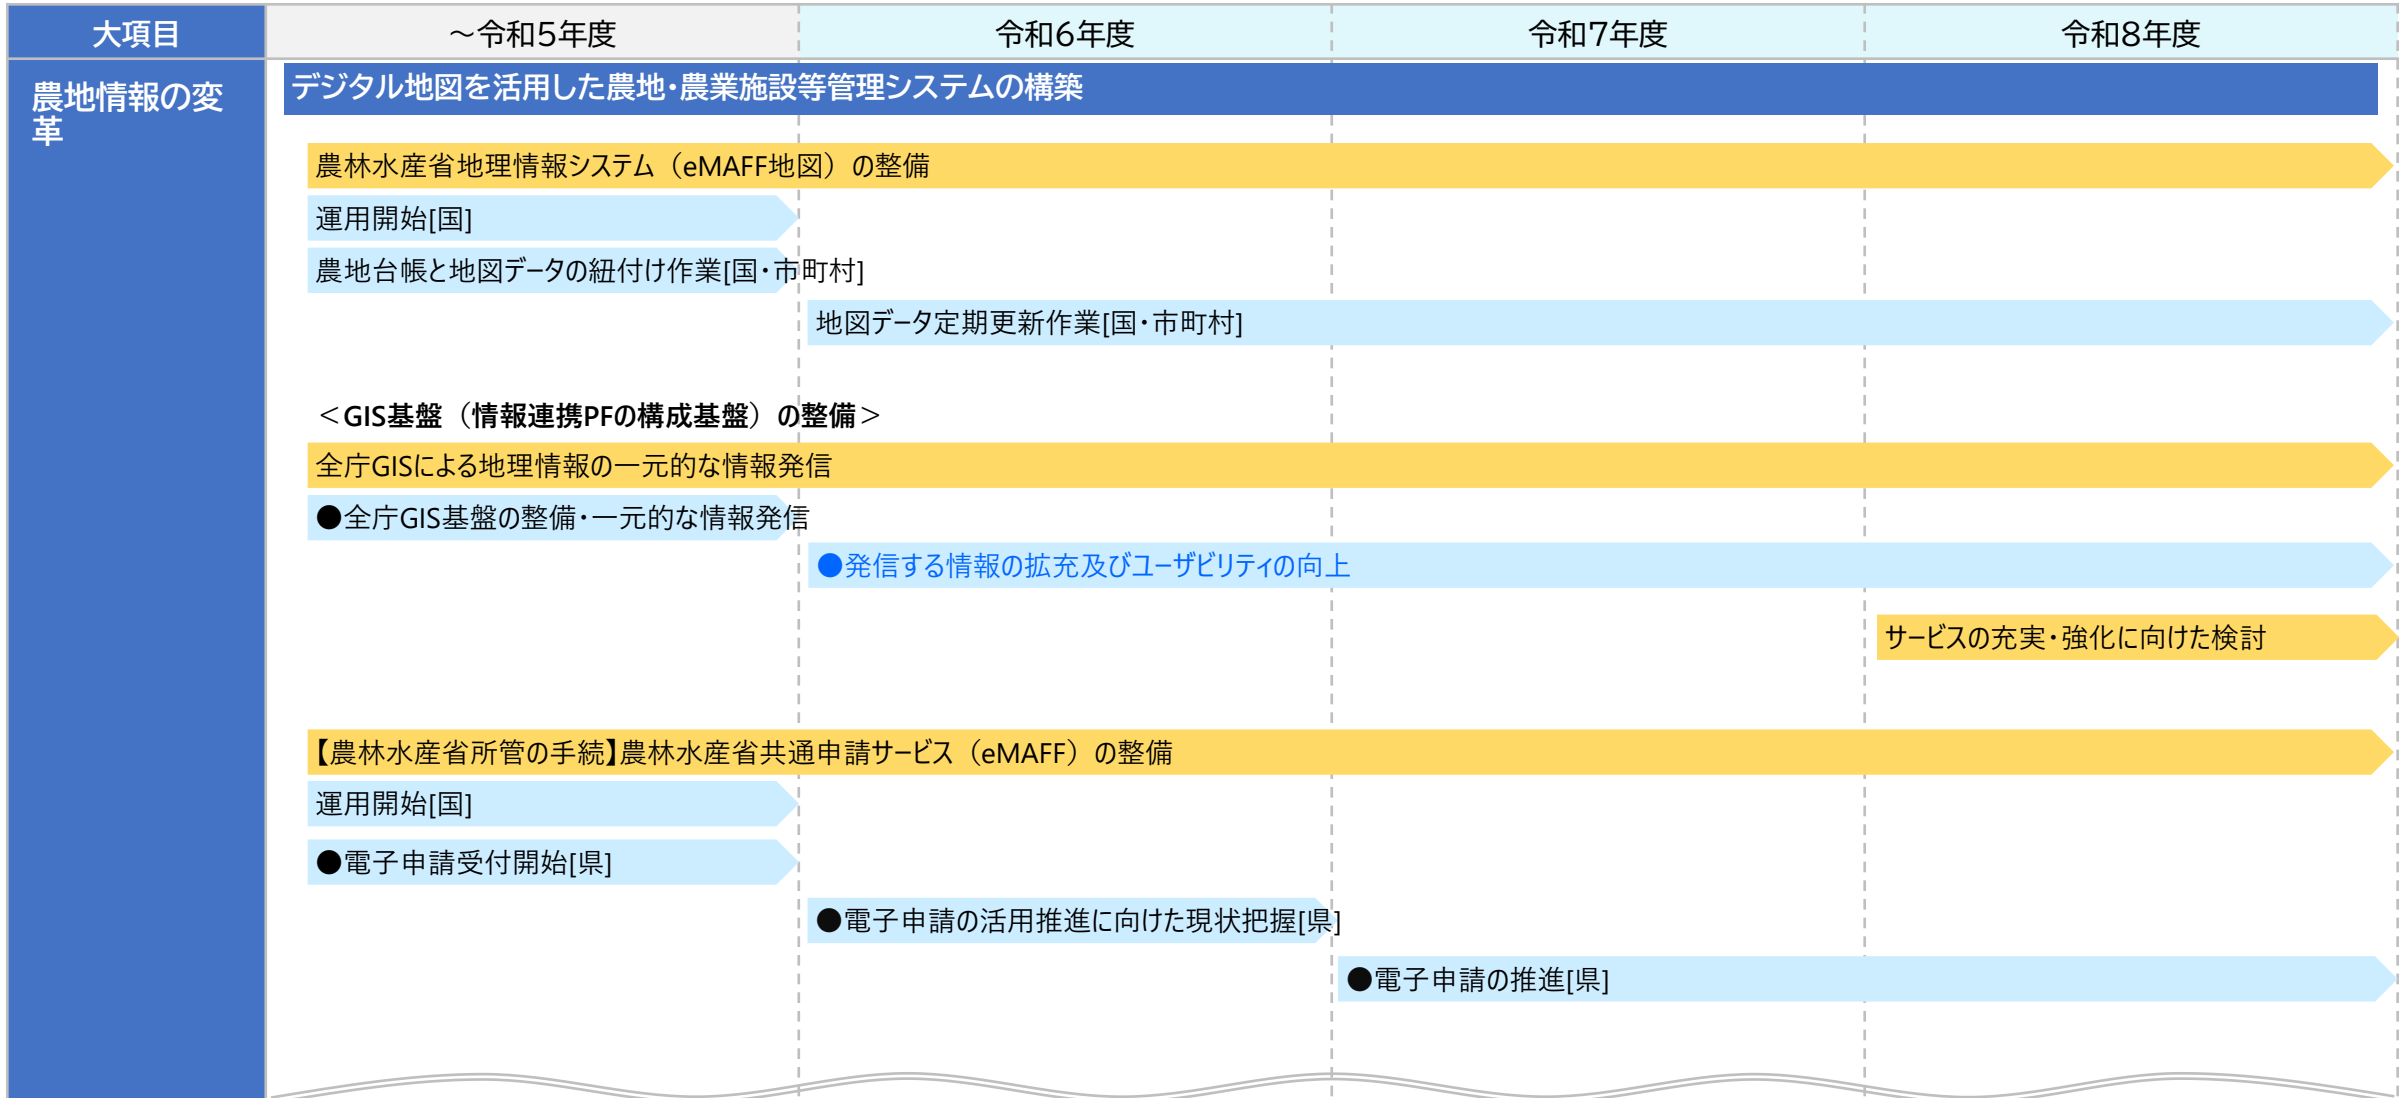 大項目
～令和5年度
令和6年度
令和7年度
令和8年度
農地情報の変
革
デジタル地図を活用した農地・農業施設等管理システムの構築
農林水産省地理情報システム（eMAFF地図）の整備
運用開始[国]
農地台帳と地図データの紐付け作業[国・市町村]
地図データ定期更新作業[国・市町村]
＜GIS基盤（情報連携PFの構成基盤）の整備＞
全庁GISによる地理情報の一元的な情報発信
●全庁GIS基盤の整備・一元的な情報発信
●発信する情報の拡充及びユーザビリティの向上
サービスの充実・強化に向けた検討
【農林水産省所管の手続】農林水産省共通申請サービス（eMAFF）の整備
運用開始[国]
●電子申請受付開始[県]
●電子申請の活用推進に向けた現状把握[県]
●電子申請の推進[県]